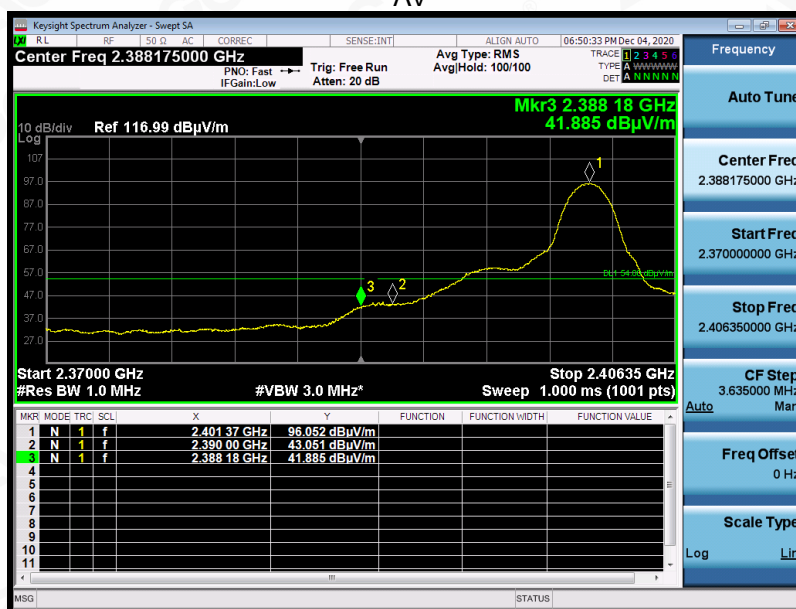 AV
Keysight Spectrum Analyzer - Swept SA
LXI RL RF 50 Ω AC CORREC SENSE:INT ALIGN AUTO 06:50:33 PM Dec 04, 2020
Center Freq 2.388175000 GHz
PNO: Fast
IFGain:Low
Trig: Free Run
Atten: 20 dB
Avg Type: RMS
Avg|Hold: 100/100
TRACE 1 2 3 4 5 6
TYPE A WWWWW
DET A N N N N N
Mkr3 2.388 18 GHz
41.885 dBµV/m
10 dB/div Ref 116.99 dBµV/m
Log
107
97.0
87.0
77.0
67.0
57.0
47.0
37.0
27.0
1
2
3
DL1 54.00 dBµV/m
Start 2.37000 GHz Stop 2.40635 GHz
#Res BW 1.0 MHz #VBW 3.0 MHz* Sweep 1.000 ms (1001 pts)
MKR MODE TRC SCL X Y FUNCTION FUNCTION WIDTH FUNCTION VALUE
1 N 1 f 2.401 37 GHz 96.052 dBµV/m
2 N 1 f 2.390 00 GHz 43.051 dBµV/m
3 N 1 f 2.388 18 GHz 41.885 dBµV/m
4
5
6
7
8
9
10
11
MSG STATUS
Frequency
Auto Tune
Center Freq
2.388175000 GHz
Start Freq
2.370000000 GHz
Stop Freq
2.406350000 GHz
CF Step
3.635000 MHz
Auto Man
Freq Offset
0 Hz
Scale Type
Log Lin